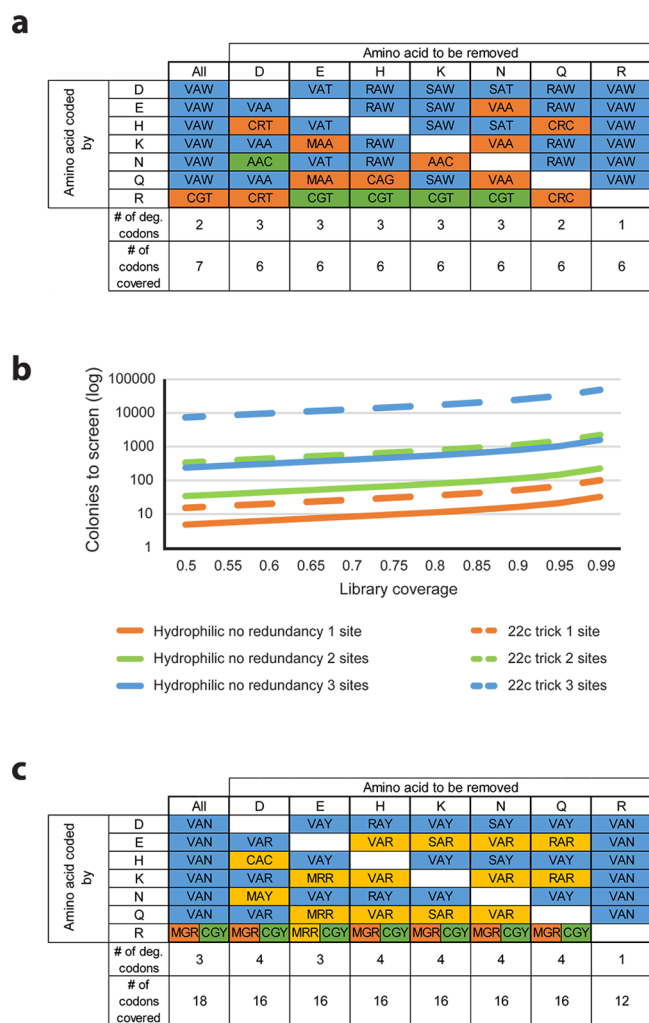 a
Amino acid to be removed
All D E H K N Q R
Amino acid coded by
D VAW VAT RAW SAW SAT RAW VAW
E VAW VAA RAW SAW VAA RAW VAW
H VAW CRT VAT SAW SAT CRC VAW
K VAW VAA MAA RAW VAA RAW VAW
N VAW AAC VAT RAW AAC RAW VAW
Q VAW VAA MAA CAG SAW VAA VAW
R CGT CRT CGT CGT CGT CGT CRC
# of deg. codons 2 3 3 3 3 3 2 1
# of codons covered 7 6 6 6 6 6 6 6
b
Colonies to screen (log)
100000
10000
1000
100
10
1
0.5 0.55 0.6 0.65 0.7 0.75 0.8 0.85 0.9 0.95 0.99
Library coverage
Hydrophilic no redundancy 1 site 22c trick 1 site
Hydrophilic no redundancy 2 sites 22c trick 2 sites
Hydrophilic no redundancy 3 sites 22c trick 3 sites
c
Amino acid to be removed
All D E H K N Q R
Amino acid coded by
D VAN VAY RAY VAY SAY VAY VAN
E VAN VAR VAR SAR VAR RAR VAN
H VAN CAC VAY VAY SAY VAY VAN
K VAN VAR MRR VAR VAR RAR VAN
N VAN MAY VAY RAY VAY VAY VAN
Q VAN VAR MRR VAR SAR VAR VAN
R MGR CGY MGR CGY MRR CGY MGR CGY MGR CGY MGR CGY MGR CGY
# of deg. codons 3 4 3 4 4 4 4 1
# of codons covered 18 16 16 16 16 16 16 12